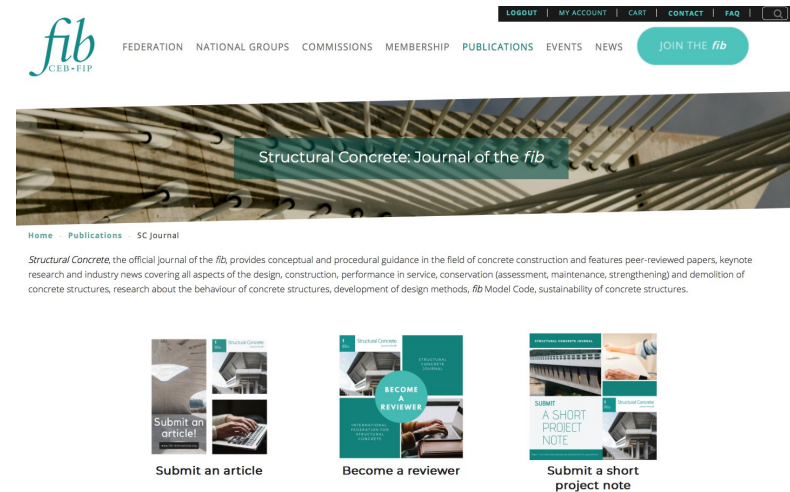 LOGOUT | MY ACCOUNT | CART | CONTACT | FAQ |
fib
CEB-FIP
FEDERATION NATIONAL GROUPS COMMISSIONS MEMBERSHIP PUBLICATIONS EVENTS NEWS JOIN THE fib
Structural Concrete: Journal of the fib
Home - Publications - SC Journal
Structural Concrete, the official journal of the fib, provides conceptual and procedural guidance in the field of concrete construction and features peer-reviewed papers, keynote
research and industry news covering all aspects of the design, construction, performance in service, conservation (assessment, maintenance, strengthening) and demolition of
concrete structures, research about the behaviour of concrete structures, development of design methods, fib Model Code, sustainability of concrete structures.
Structural Concrete
Submit an
article!
Submit an article
Structural Concrete
STRUCTURAL
CONCRETE
JOURNAL
BECOME
A
REVIEWER
INTERNATIONAL
FEDERATION FOR
STRUCTURAL
CONCRETE
Become a reviewer
STRUCTURAL CONCRETE JOURNAL
SUBMIT
A SHORT
PROJECT
NOTE
Structural Concrete
Submit a short
project note